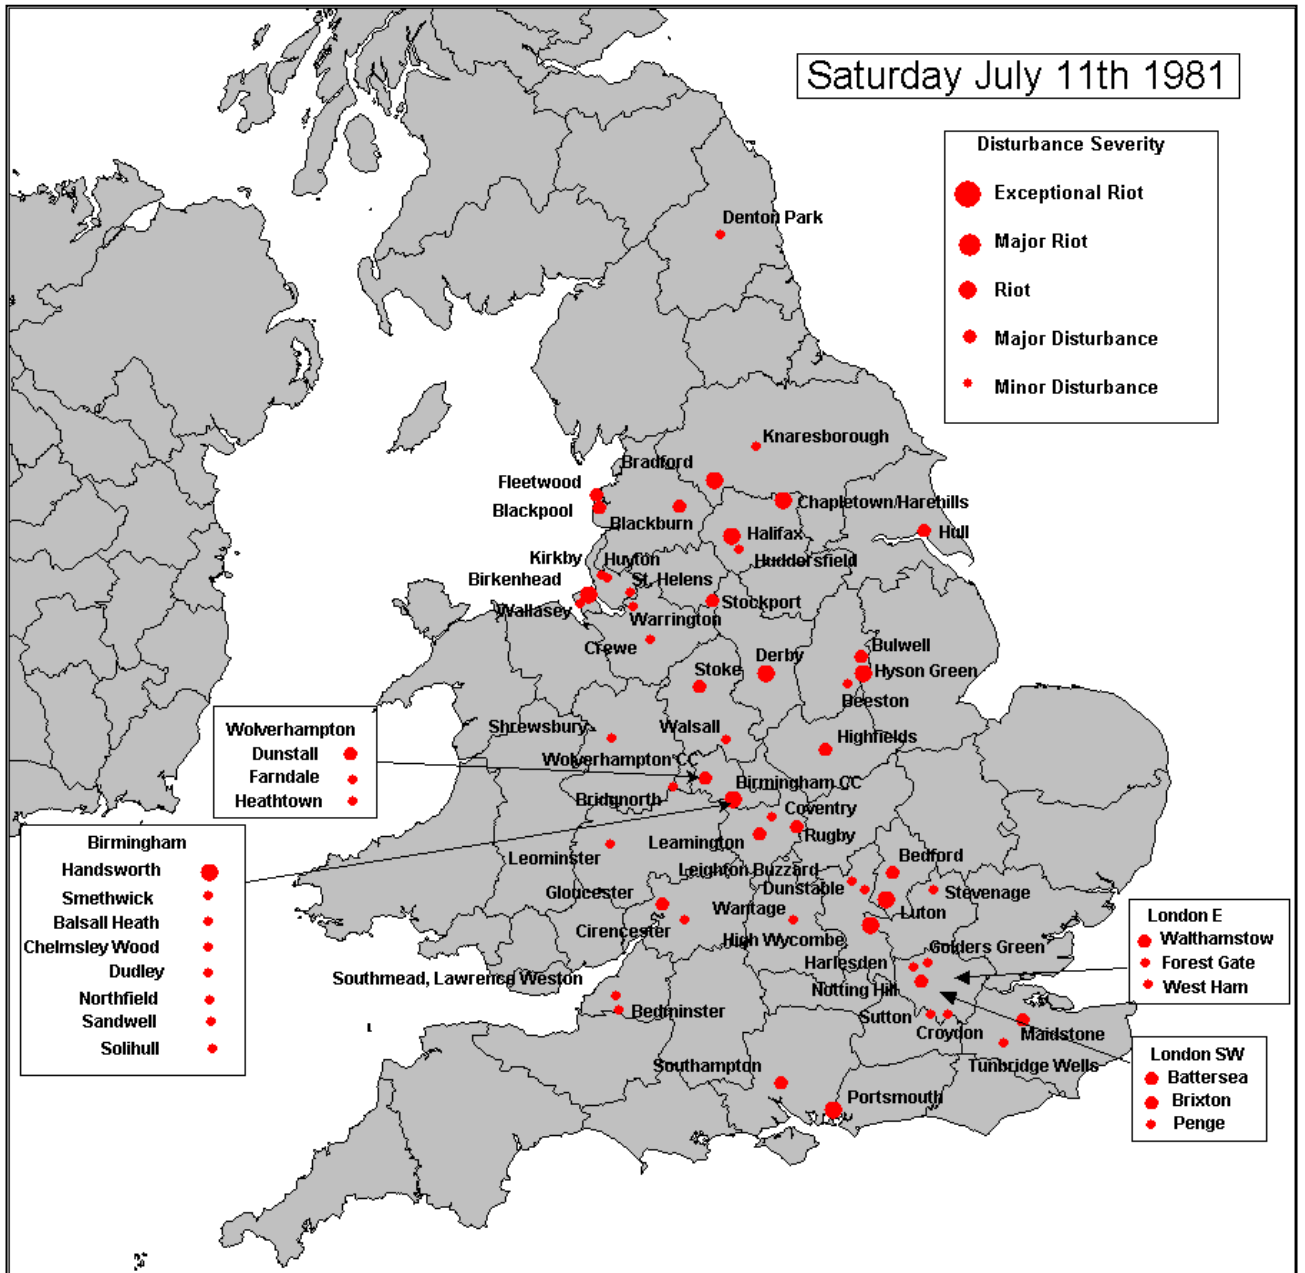 Saturday July 11th 1981
Disturbance Severity
Exceptional Riot
Major Riot
Riot
Major Disturbance
Minor Disturbance
Denton Park
Knaresborough
Bradford
Fleetwood
Chapletown/Harehills
Blackpool
Blackburn
Halifax
Hull
Kirkby
Huyton
Huddersfield
Birkenhead
St. Helens
Wallasey
Stockport
Warrington
Crewe
Bulwell
Derby
Stoke
Hyson Green
Beeston
Shrewsbury
Walsall
Highfields
Wolverhampton CC
Birmingham CC
Bridgnorth
Coventry
Rugby
Leamington
Leominster
Leighton Buzzard
Bedford
Dunstable
Stevenage
Gloucester
Wantage
Luton
Cirencester
High Wycombe
Golders Green
Harlesden
Southmead, Lawrence Weston
Notting Hill
Bedminster
Sutton
Croydon
Maidstone
Tunbridge Wells
Southampton
Portsmouth
Wolverhampton
Dunstall
Farndale
Heathtown
Birmingham
Handsworth
Smethwick
Balsall Heath
Chelmsley Wood
Dudley
Northfield
Sandwell
Solihull
London E
Walthamstow
Forest Gate
West Ham
London SW
Battersea
Brixton
Penge